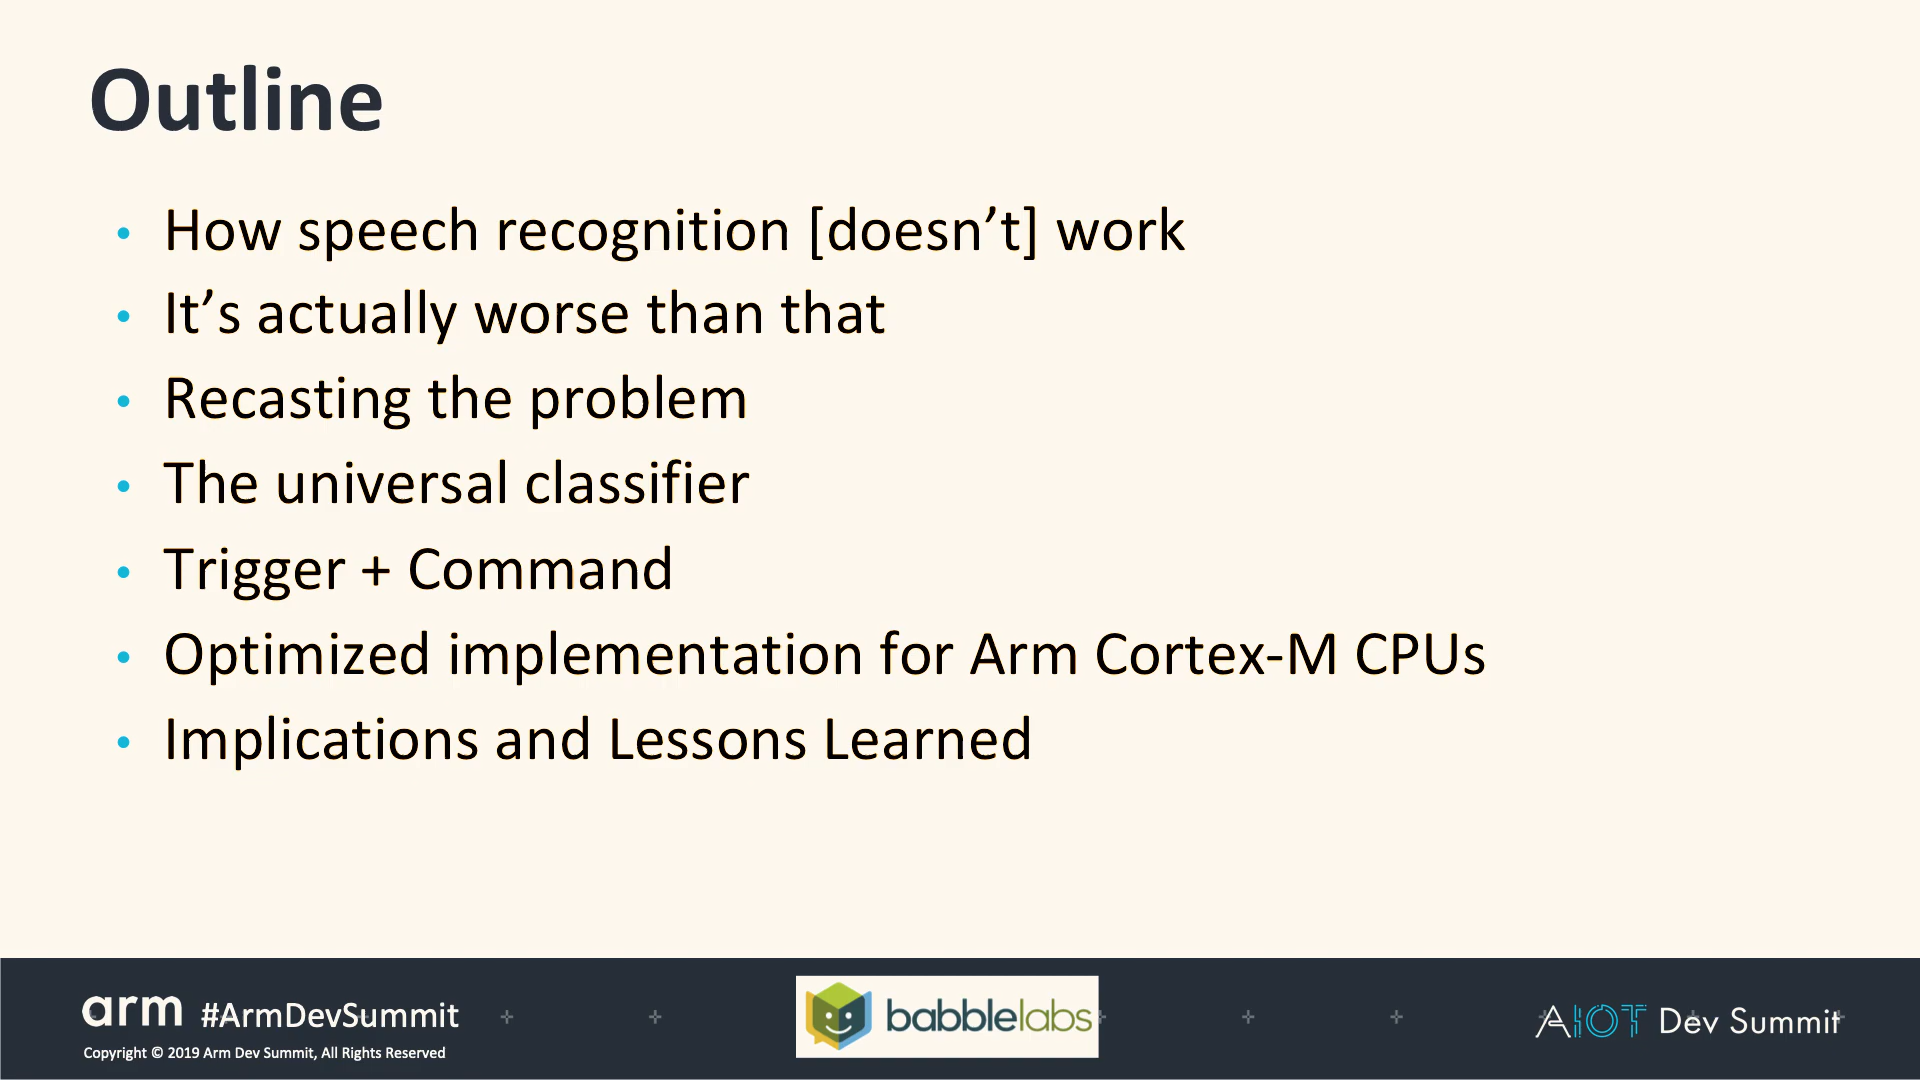 Outline
• How speech recognition [doesn’t] work
• It’s actually worse than that
• Recasting the problem
• The universal classifier
• Trigger + Command
• Optimized implementation for Arm Cortex-M CPUs
• Implications and Lessons Learned
arm #ArmDevSummit
Copyright © 2019 Arm Dev Summit, All Rights Reserved
babblelabs
AIOT Dev Summit